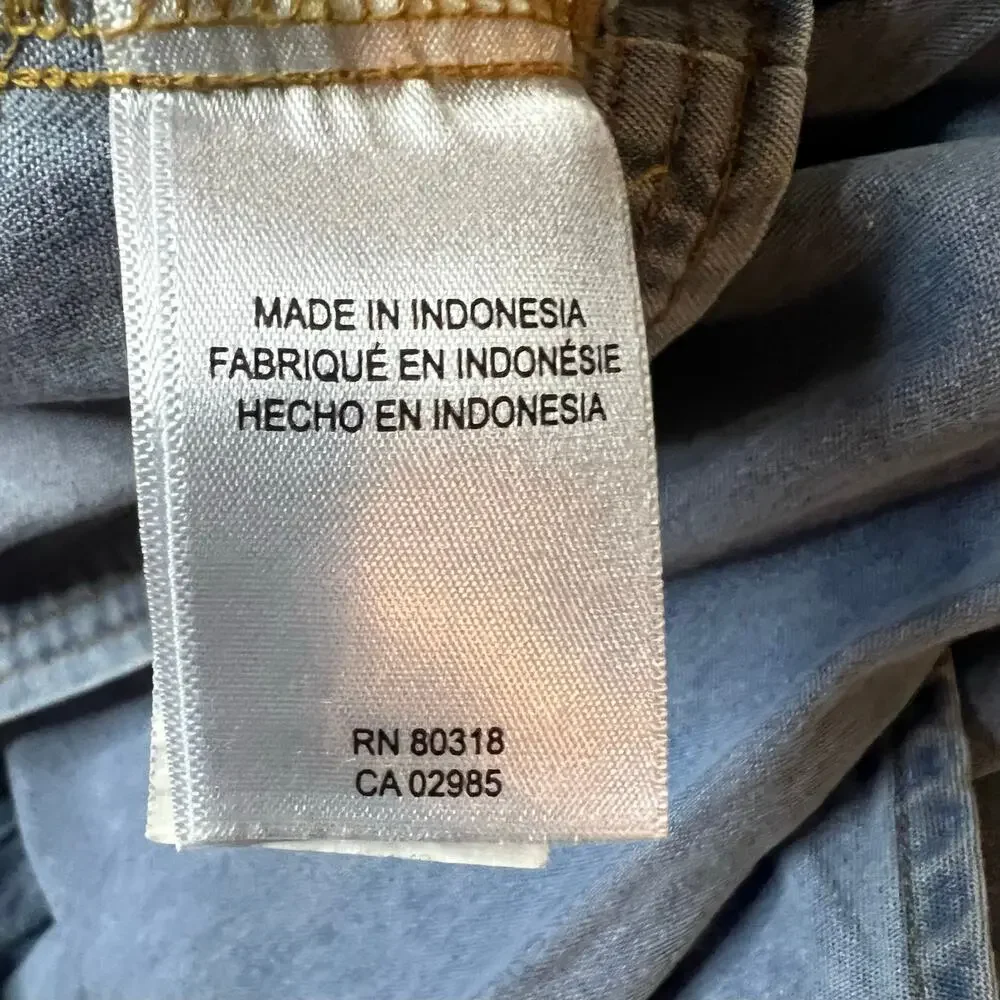 MADE IN INDONESIA
FABRIQUÉ EN INDONÉSIE
HECHO EN INDONESIA
RN 80318
CA 02985